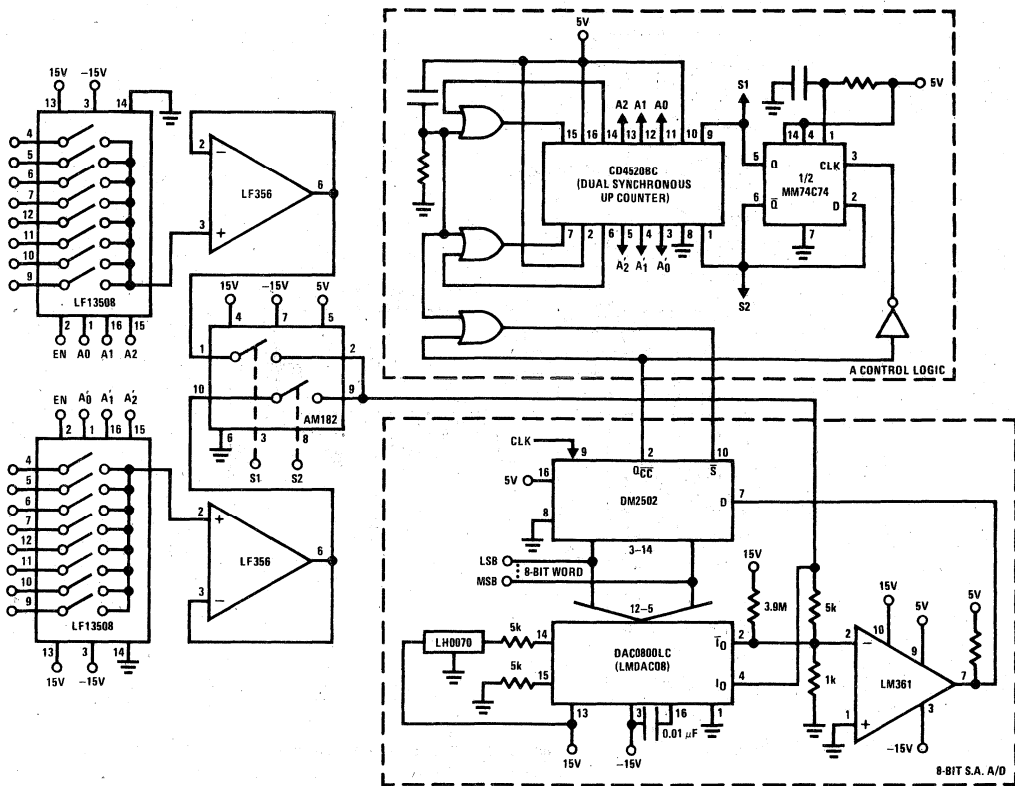 15V -15V
13 3 14
4
5
6
7
12
11
10
9
LF13508
2 1 16 15
EN A0 A1 A2
2
−
LF356
6
3
+
15V -15V 5V
4 7 5
1 2
10 9
AM182
6 3 8
S1 S2
EN A'0 A'1 A'2
2 1 16 15
4
5
6
7
12
11
10
9
LF13508
13 3 14
15V -15V
2
+
LF356
6
3
−
5V
A2 A1 A0
15 16 14 13 12 11 10 9
CD4520BC
(DUAL SYNCHRONOUS
UP COUNTER)
7 2 6 5 4 3 8 1
A'2 A'1 A'0
S1
S2
5V
14 4 1
5 Q CLK 3
1/2
MM74C74
6 Q̅ D 2
7
A CONTROL LOGIC
CLK
9 2 10
5V 16
Q̅C̅C̅ S̅
DM2502 D 7
8
3–14
LSB
8-BIT WORD
MSB
12–5
15V
3.9M
5k
1k
LH0070
5k
14
5k
15
DAC0800LC
(LMDAC08)
I̅O 2
IO 4
13 3 16 1
0.01 μF
15V -15V
15V 5V 5V
10
9
2 −
LM361
7
1 +
3
-15V
8-BIT S.A. A/D